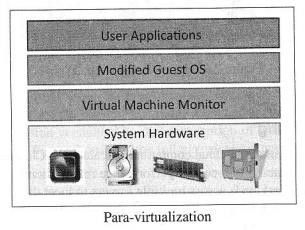 User Applications
Modified Guest OS
Virtual Machine Monitor
System Hardware
Para-virtualization